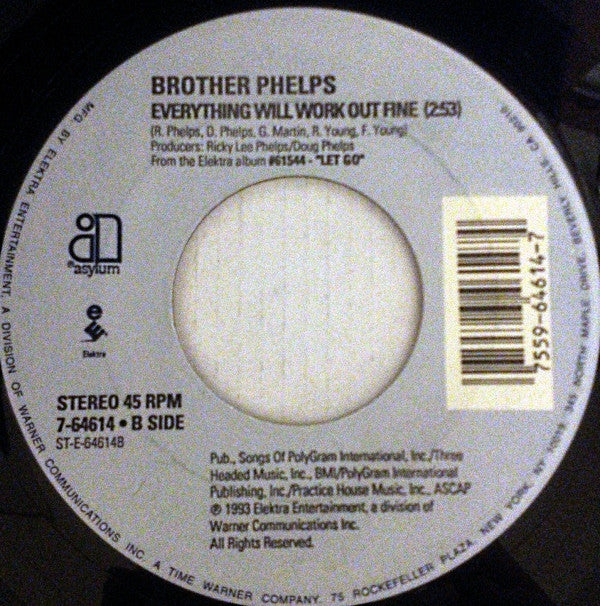 BROTHER PHELPS
EVERYTHING WILL WORK OUT FINE (2:53)
(R. Phelps, D. Phelps, G. Martin, R. Young, F. Young)
Producers: Ricky Lee Phelps/Doug Phelps
From the Elektra album #61544 - "LET GO"
asylum
Elektra
7559-64614-7
STEREO 45 RPM
7-64614 • B SIDE
ST-E-64614B
Pub., Songs Of PolyGram International, Inc./Three
Headed Music, Inc., BMI/PolyGram International
Publishing, Inc./Practice House Music, Inc., ASCAP
℗ 1993 Elektra Entertainment, a division of
Warner Communications Inc.
All Rights Reserved.
MFG. BY ELEKTRA ENTERTAINMENT, A DIVISION OF WARNER COMMUNICATIONS INC. A TIME WARNER COMPANY. 75 ROCKEFELLER PLAZA, NEW YORK, NY 10019. 345 NORTH MAPLE DRIVE, BEVERLY HILLS, CA 90210.